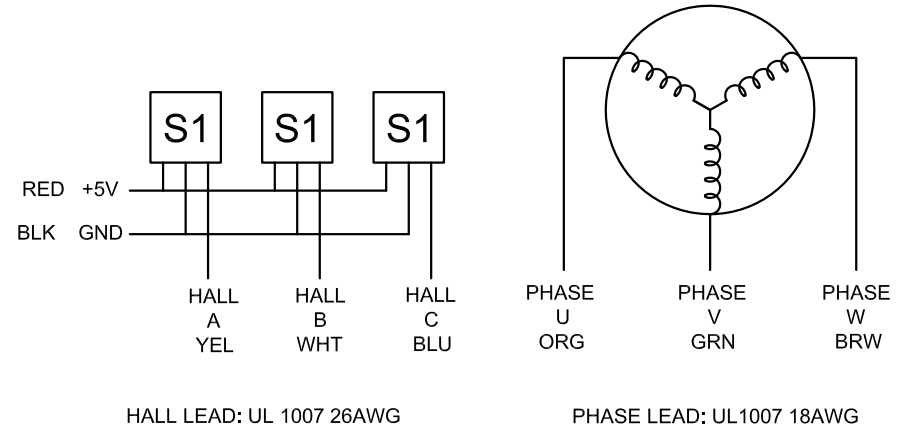 S1 S1 S1
RED +5V
BLK GND
HALL
A
YEL
HALL
B
WHT
HALL
C
BLU
HALL LEAD: UL 1007 26AWG
PHASE
U
ORG
PHASE
V
GRN
PHASE
W
BRW
PHASE LEAD: UL1007 18AWG